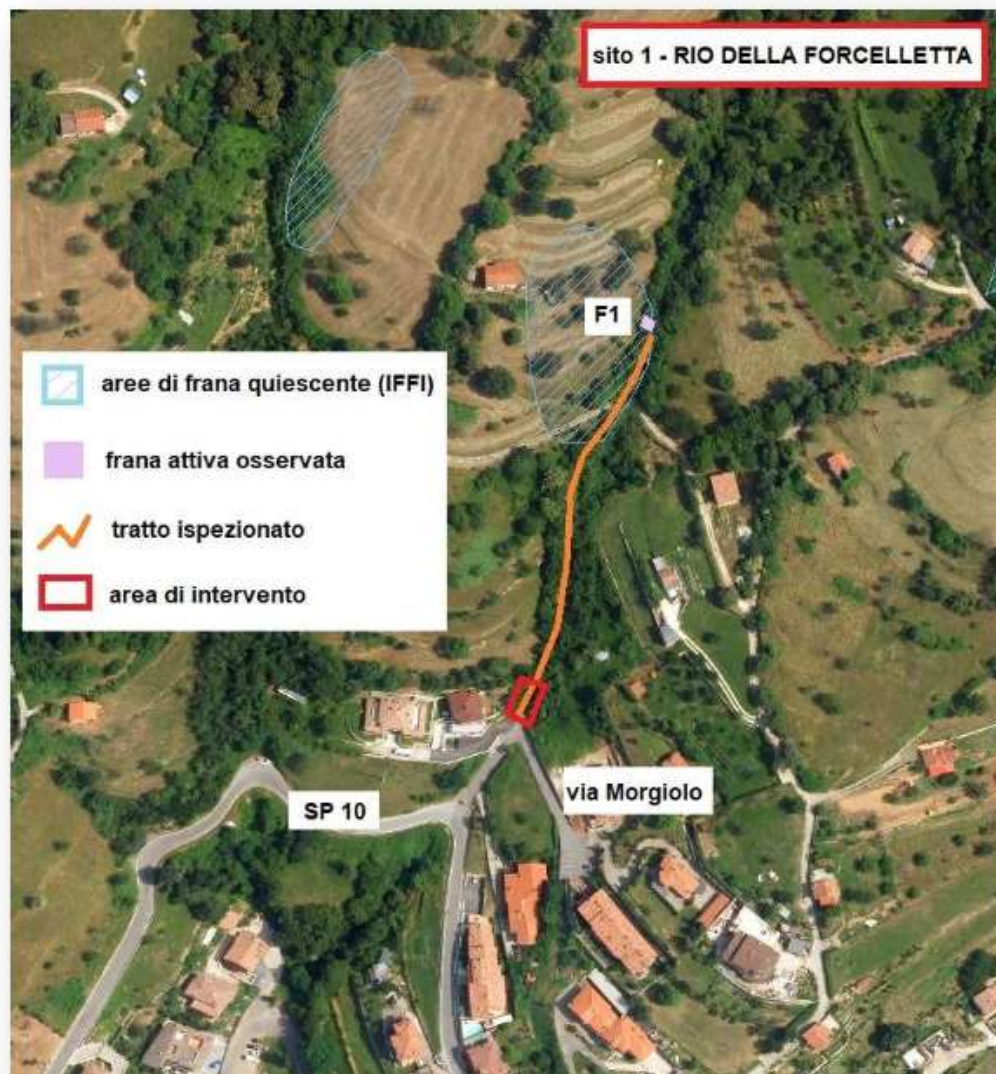 sito 1 - RIO DELLA FORCELLETTA
F1
aree di frana quiescente (IFFI)
frana attiva osservata
tratto ispezionato
area di intervento
via Morgiolo
SP 10